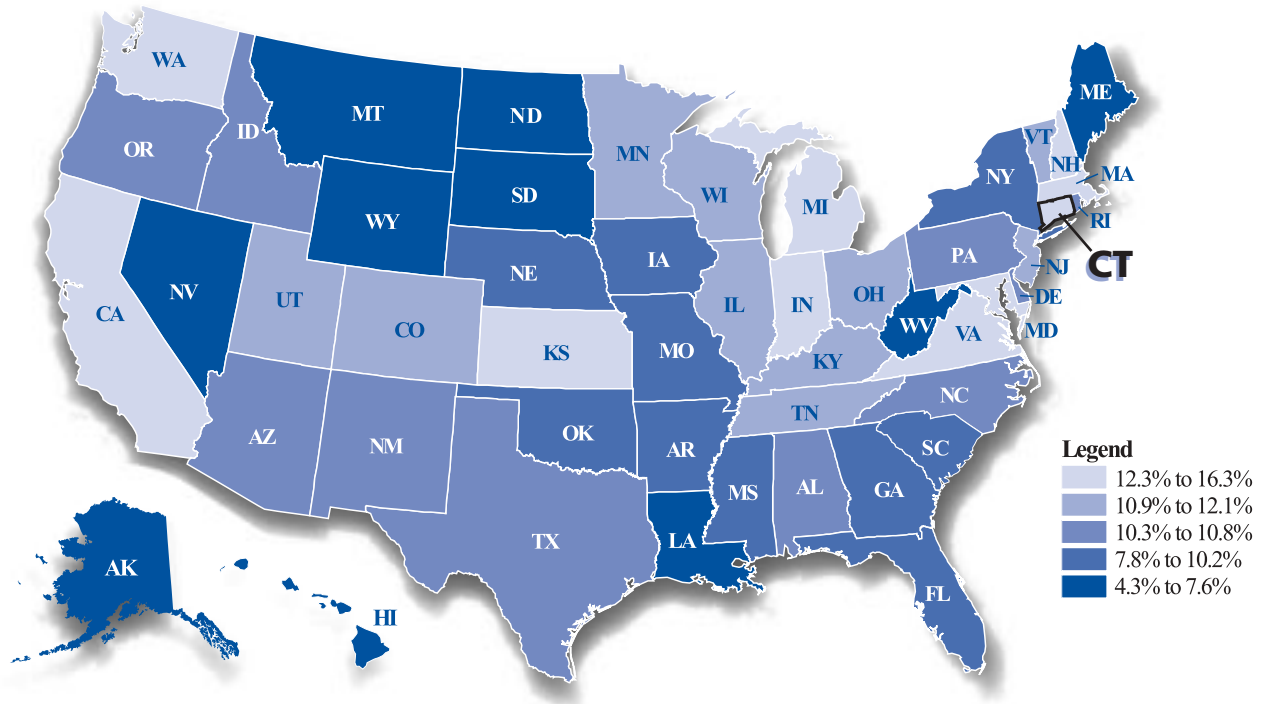 WA
MT
ND
ME
OR
ID
MN
VT
NH
MA
WI
NY
MI
RI
SD
WY
CT
IA
PA
NJ
NE
NV
UT
IL
IN
OH
DE
CA
CO
WV
MD
VA
KS
MO
KY
NC
TN
AZ
NM
OK
AR
SC
Legend
12.3% to 16.3%
10.9% to 12.1%
10.3% to 10.8%
7.8% to 10.2%
4.3% to 7.6%
MS
AL
GA
TX
LA
AK
FL
HI